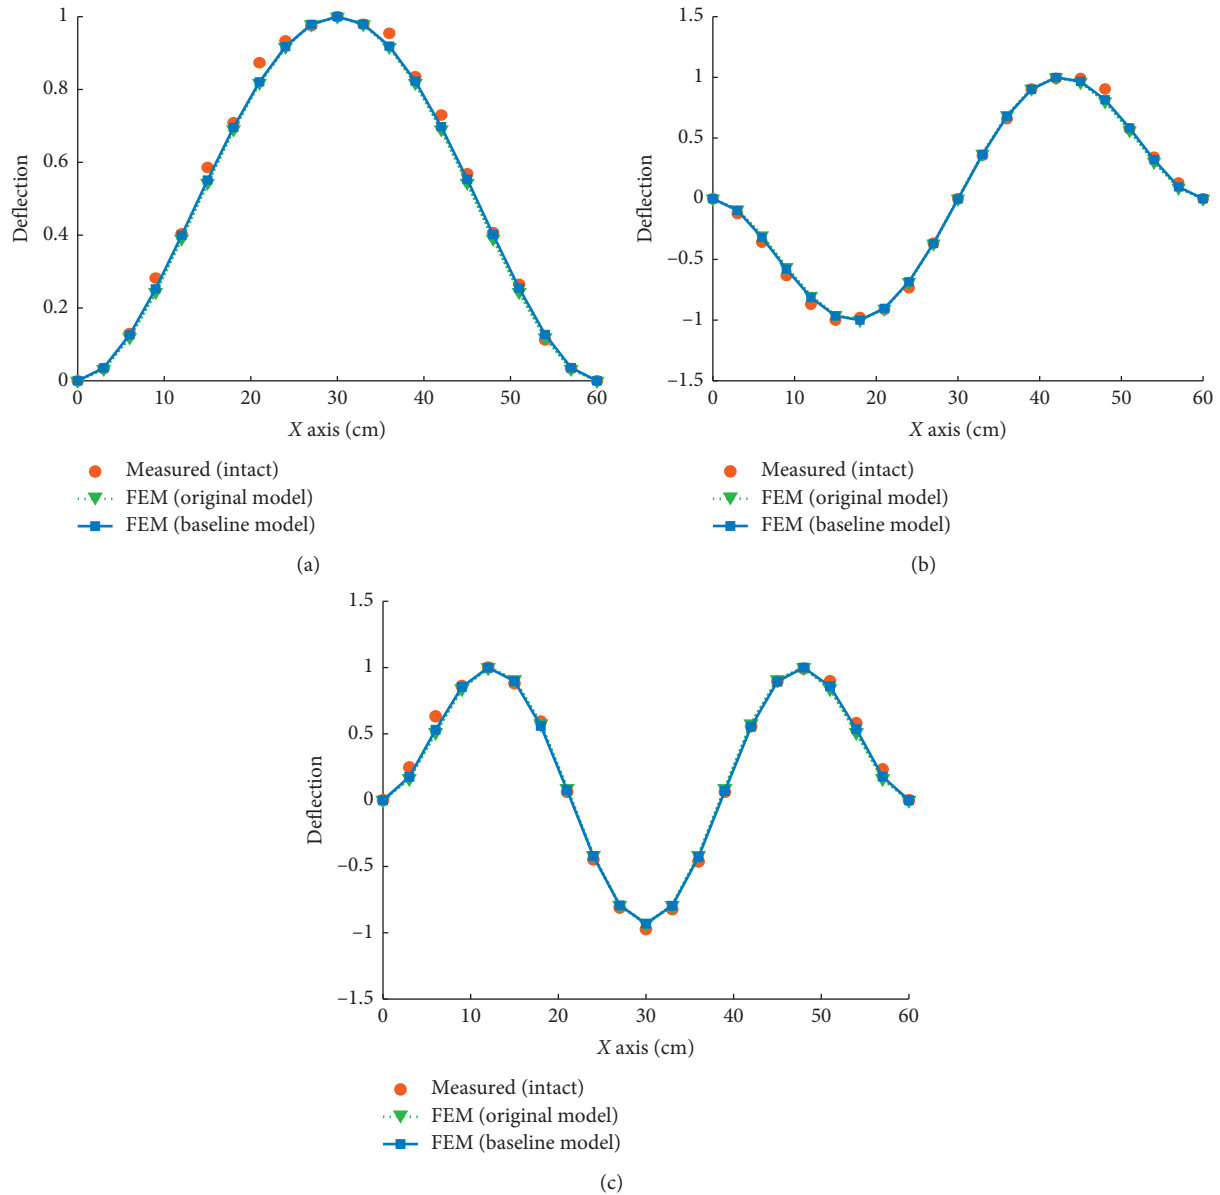 1
0.8
0.6
0.4
0.2
0
Deflection
0 10 20 30 40 50 60
X axis (cm)
Measured (intact)
FEM (original model)
FEM (baseline model)
(a)
1.5
1
0.5
0
–0.5
–1
–1.5
Deflection
0 10 20 30 40 50 60
X axis (cm)
Measured (intact)
FEM (original model)
FEM (baseline model)
(b)
1.5
1
0.5
0
–0.5
–1
–1.5
Deflection
0 10 20 30 40 50 60
X axis (cm)
Measured (intact)
FEM (original model)
FEM (baseline model)
(c)